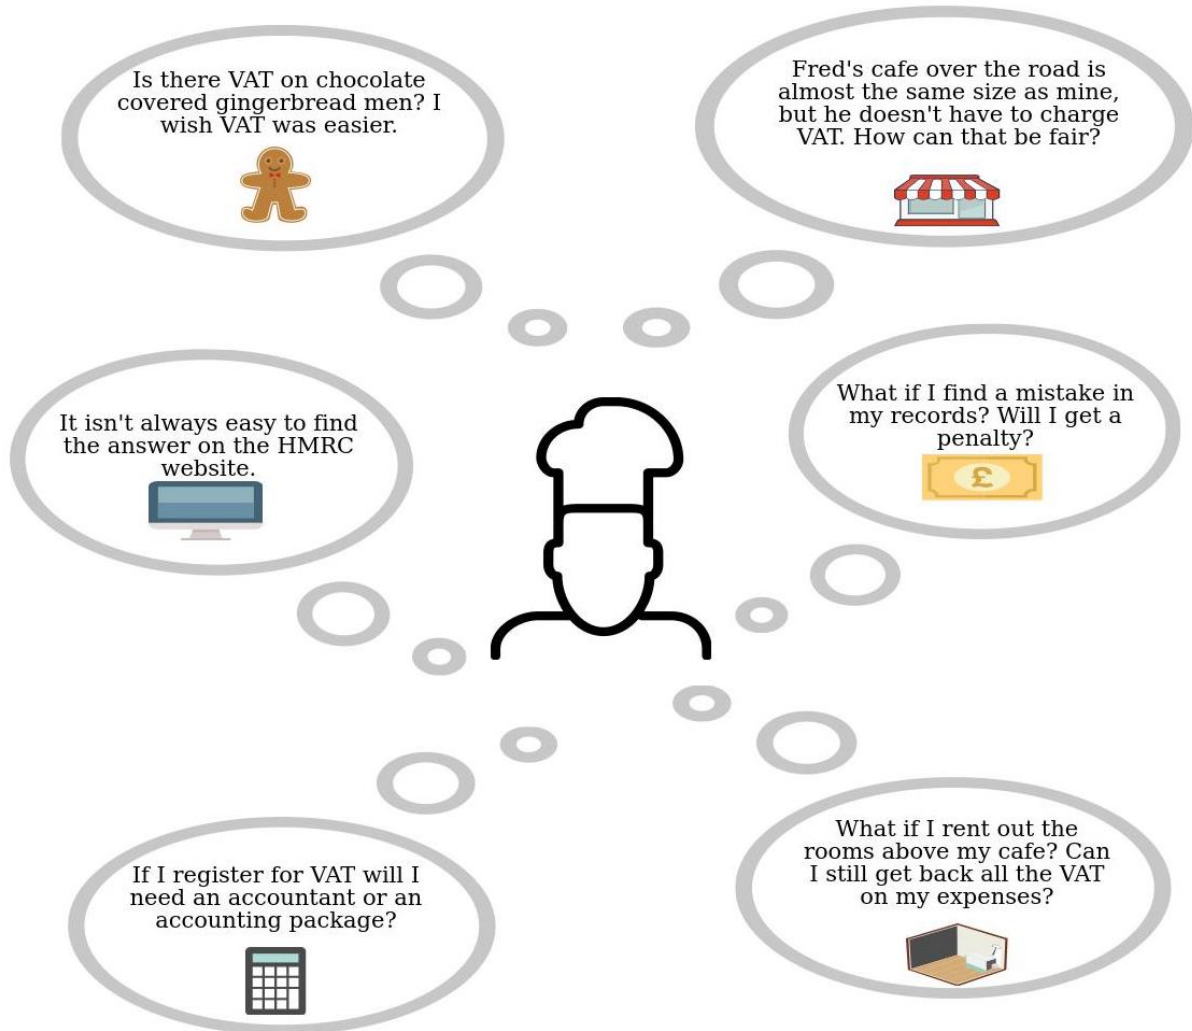 Is there VAT on chocolate
covered gingerbread men? I
wish VAT was easier.
Fred's cafe over the road is
almost the same size as mine,
but he doesn't have to charge
VAT. How can that be fair?
It isn't always easy to find
the answer on the HMRC
website.
What if I find a mistake in
my records? Will I get a
penalty?
£
If I register for VAT will I
need an accountant or an
accounting package?
What if I rent out the
rooms above my cafe? Can
I still get back all the VAT
on my expenses?